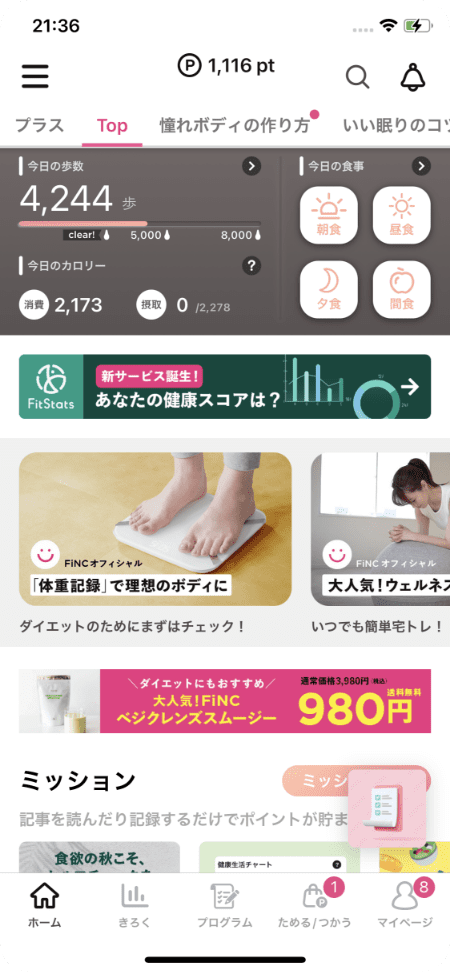 21:36
P 1,116 pt
プラス Top 憧れボディの作り方 いい眠りのコツ
今日の歩数
4,244 歩
clear! 5,000 8,000
今日のカロリー ?
消費 2,173 摂取 0 /2,278
今日の食事
朝食 昼食
夕食 間食
FitStats
新サービス誕生!
あなたの健康スコアは?
FiNCオフィシャル
「体重記録」で理想のボディに
ダイエットのためにまずはチェック!
FiNCオフィシャル
大人気!ウェルネス
いつでも簡単宅トレ!
＼ダイエットにもおすすめ／
大人気!FiNC
ベジクレンズスムージー
通常価格3,980円(税込)
送料無料
980円
ミッション
ミッシ
記事を読んだり記録するだけでポイントが貯ま
食欲の秋こそ、
健康生活チャート ?
1 8
ホーム きろく プログラム ためる/つかう マイページ